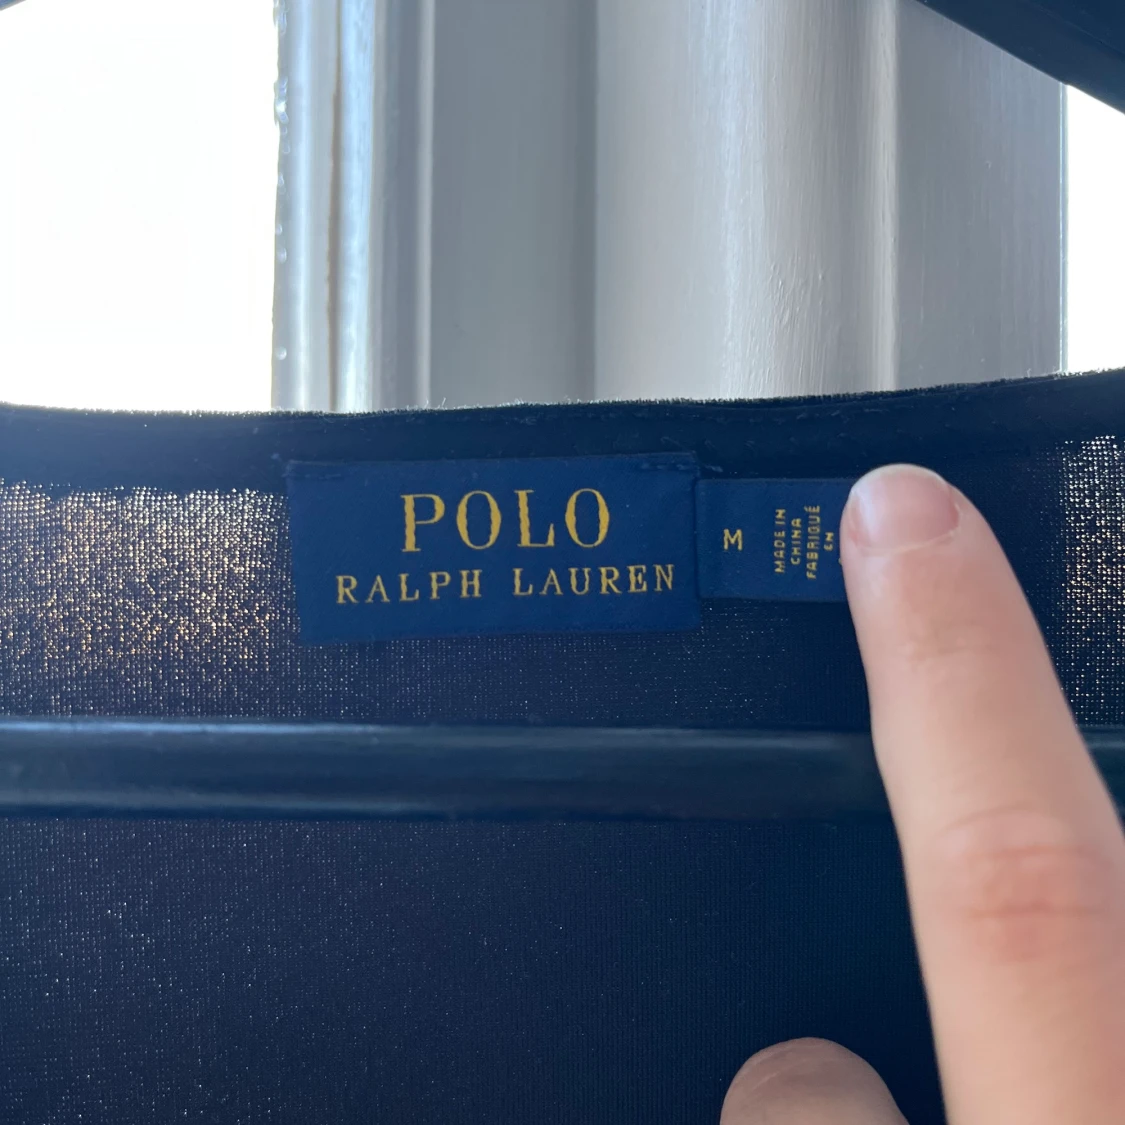 POLO
RALPH LAUREN
M
MADE IN
CHINA
FABRIQUÉ
EN